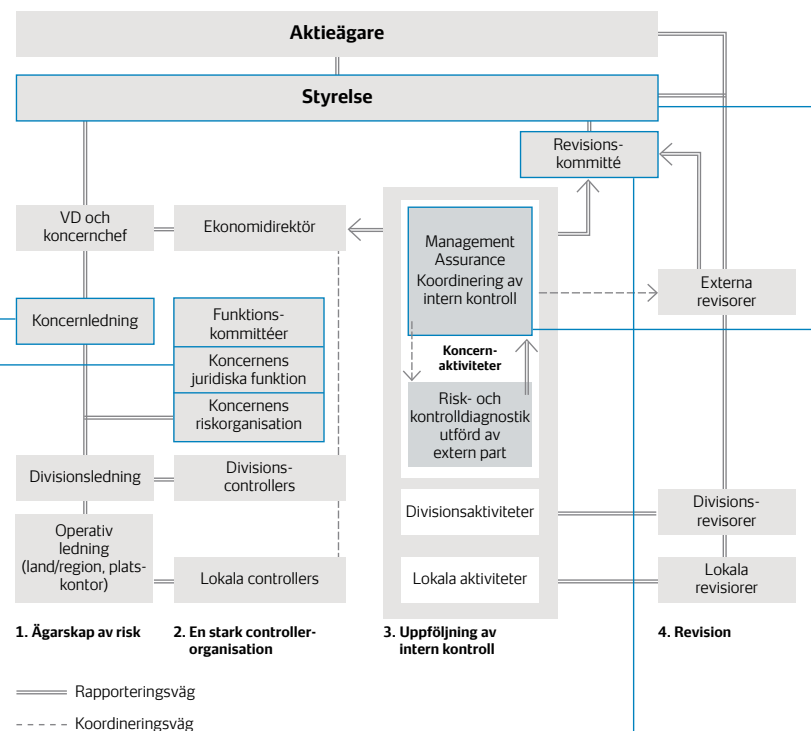 Aktieägare
Styrelse
Revisions-
kommitté
VD och
koncernchef
Ekonomidirektör
Management
Assurance
Koordinering av
intern kontroll
Externa
revisorer
Koncernledning
Funktions-
kommittéer
Koncernens
juridiska funktion
Koncernens
riskorganisation
Koncern-
aktiviteter
Risk- och
kontrolldiagnostik
utförd av
extern part
Divisionsledning
Divisions-
controllers
Divisionsaktiviteter
Divisions-
revisorer
Operativ
ledning
(land/region, plats-
kontor)
Lokala controllers
Lokala aktiviteter
Lokala
revisiorer
1. Ägarskap av risk
2. En stark controller-
organisation
3. Uppföljning av
intern kontroll
4. Revision
Rapporteringsväg
Koordineringsväg